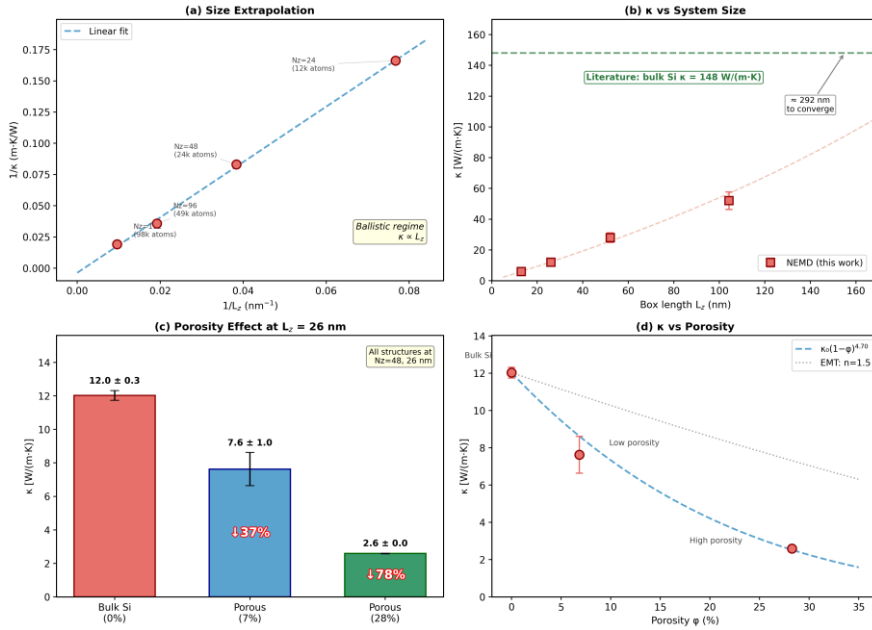 (a) Size Extrapolation
Linear fit
Nz=24
(12k atoms)
Nz=48
(24k atoms)
Nz=96
(49k atoms)
(98k atoms)
Ballistic regime
κ ∝ L_z
1/κ (m·K/W)
0.175
0.150
0.125
0.100
0.075
0.050
0.025
0.000
0.00 0.02 0.04 0.06 0.08
1/L_z (nm⁻¹)
(b) κ vs System Size
Literature: bulk Si κ = 148 W/(m·K)
≈ 292 nm
to converge
NEMD (this work)
κ [W/(m·K)]
160
140
120
100
80
60
40
20
0
0 20 40 60 80 100 120 140 160
Box length L_z (nm)
(c) Porosity Effect at L_z = 26 nm
All structures at
Nz=48, 26 nm
12.0 ± 0.3
7.6 ± 1.0
2.6 ± 0.0
↓37%
↓78%
κ [W/(m·K)]
14
12
10
8
6
4
2
0
Bulk Si
(0%)
Porous
(7%)
Porous
(28%)
(d) κ vs Porosity
κ₀(1−φ)⁴·⁷⁰
EMT: n=1.5
Bulk Si
Low porosity
High porosity
κ [W/(m·K)]
14
12
10
8
6
4
2
0
0 5 10 15 20 25 30 35
Porosity φ (%)